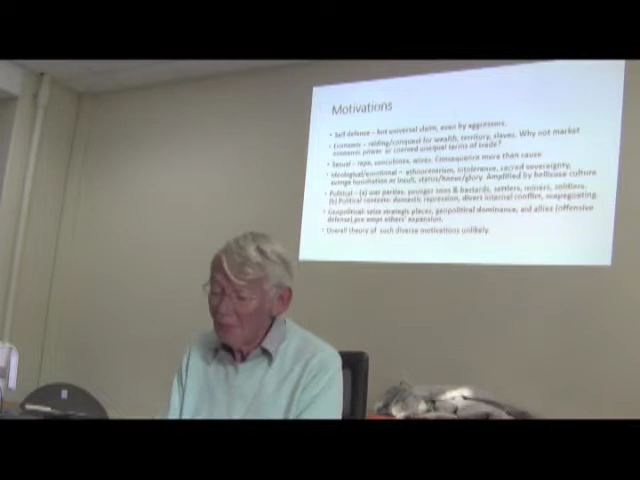 Motivations
• Self defence – but universal claim, even by aggressors.
• Economic – raiding/conquest for wealth, territory, slaves. Why not market
economic power or coerced unequal terms of trade?
• Sexual – rape, concubines, wives. Consequence more than cause
• Ideological/emotional – ethnocentrism, intolerance, sacred sovereignty,
avenge humiliation or insult, status/honor/glory. Amplified by bellicose culture
• Political – (a) war parties: younger sons & bastards, settlers, miners, soldiers.
(b) Political contexts: domestic repression, divers internal conflict, scapegoating.
• Geopolitical: seize strategic places, geopolitical dominance, and allies (offensive
defense), pre empt others' expansion.
• Overall theory of such diverse motivations unlikely.